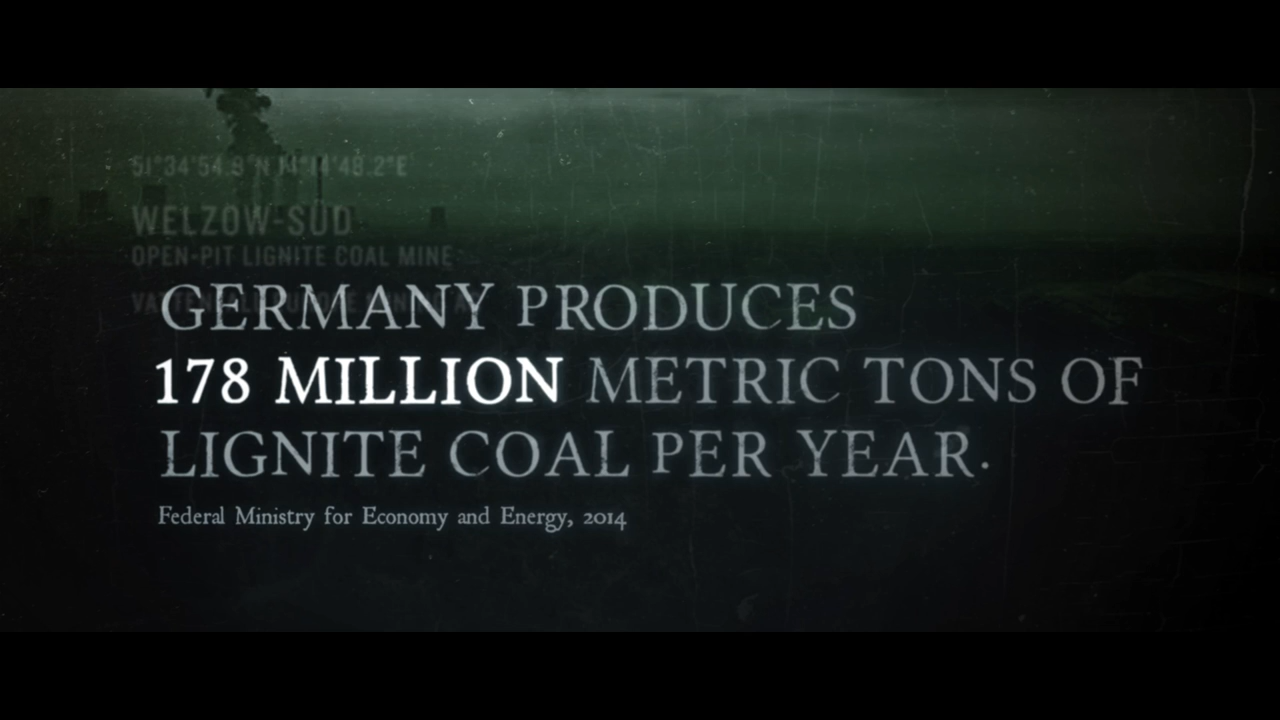 51°34'54.9"N 14°14'48.2"E
WELZOW-SÜD
OPEN-PIT LIGNITE COAL MINE
GERMANY PRODUCES
178 MILLION METRIC TONS OF
LIGNITE COAL PER YEAR.
Federal Ministry for Economy and Energy, 2014